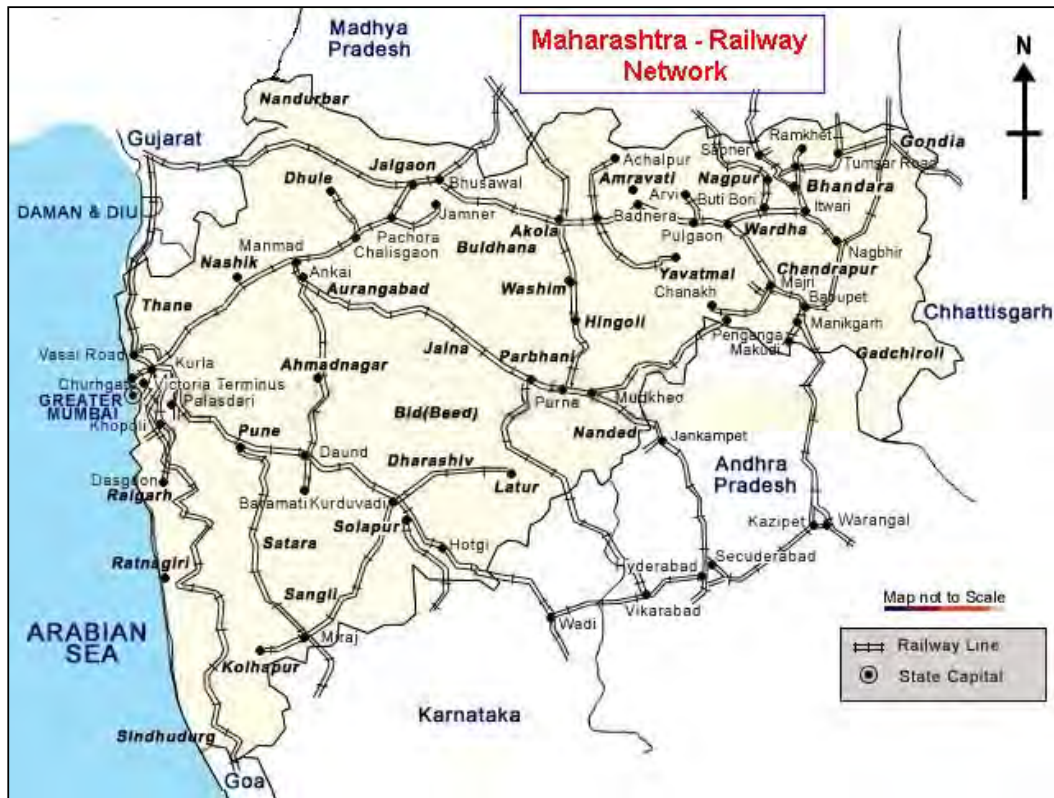 Madhya
Pradesh
Maharashtra - Railway
Network
N
Nandurbar
Gujarat
Ramkhet
Saoner
Gondia
Achalpur
Tumsar Road
Jalgaon
Dhule
Bhusawal
Amravati
Nagpur
Bhandara
Arvi
Buti Bori
DAMAN & DIU
Jamner
Badnera
Itwari
Pachora
Akola
Pulgaon
Wardha
Manmad
Chalisgaon
Buldhana
Nagbhir
Nashik
Ankai
Yavatmal
Chandrapur
Aurangabad
Washim
Chanakh
Majri
Thane
Babupet
Chhattisgarh
Hingoli
Penganga
Manikgarh
Vasai Road
Kurla
Jalna
Parbhani
Makudi
Gadchiroli
Ahmadnagar
Churhgat
Victoria Terminus
GREATER
MUMBAI
Palasdari
Purna
Mudkhed
Khopoli
Bid(Beed)
Nanded
Pune
Jankampet
Daund
Dharashiv
Andhra
Pradesh
Dasgaon
Raigarh
Latur
Baramati
Kurduvadi
Solapur
Kazipet
Warangal
Satara
Hotgi
Ratnagiri
Hyderabad
Secuderabad
Sangli
Vikarabad
Map not to Scale
ARABIAN
SEA
Miraj
Wadi
Kolhapur
Railway Line
State Capital
Karnataka
Sindhudurg
Goa